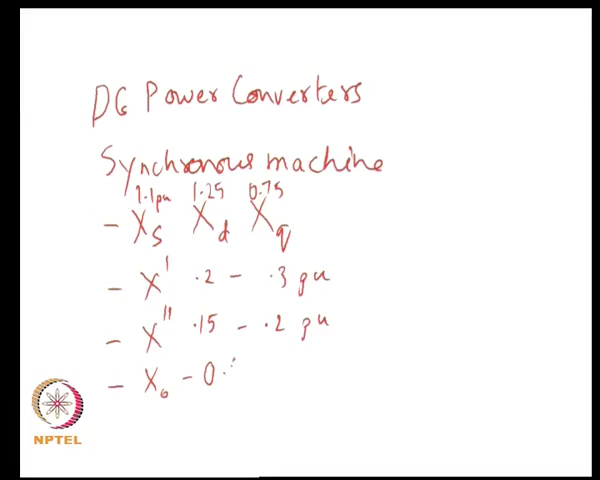 DG Power Converters
Synchronous machine
1.1pu 1.25 0.75
- Xs Xd Xq
- X' .2 - .3 pu
- X" .15 - .2 pu
- X0 - 0.
NPTEL